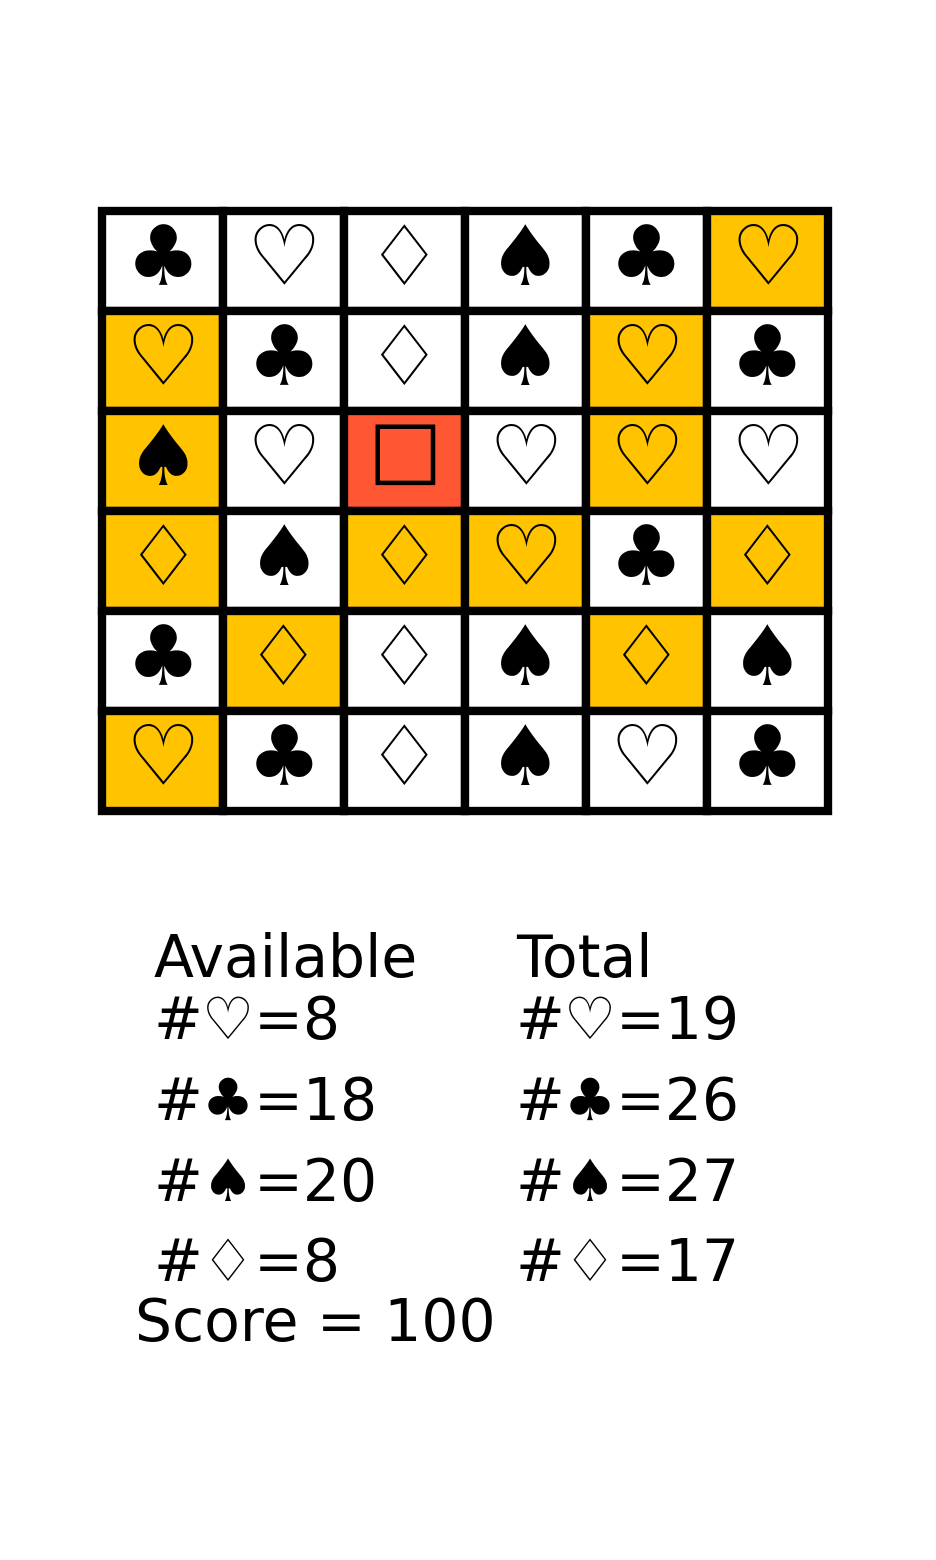 ♣ ♡ ♢ ♠ ♣ ♡
♡ ♣ ♢ ♠ ♡ ♣
♠ ♡ □ ♡ ♡ ♡
♢ ♠ ♢ ♡ ♣ ♢
♣ ♢ ♢ ♠ ♢ ♠
♡ ♣ ♢ ♠ ♡ ♣
Available Total
#♡=8 #♡=19
#♣=18 #♣=26
#♠=20 #♠=27
#♢=8 #♢=17
Score = 100